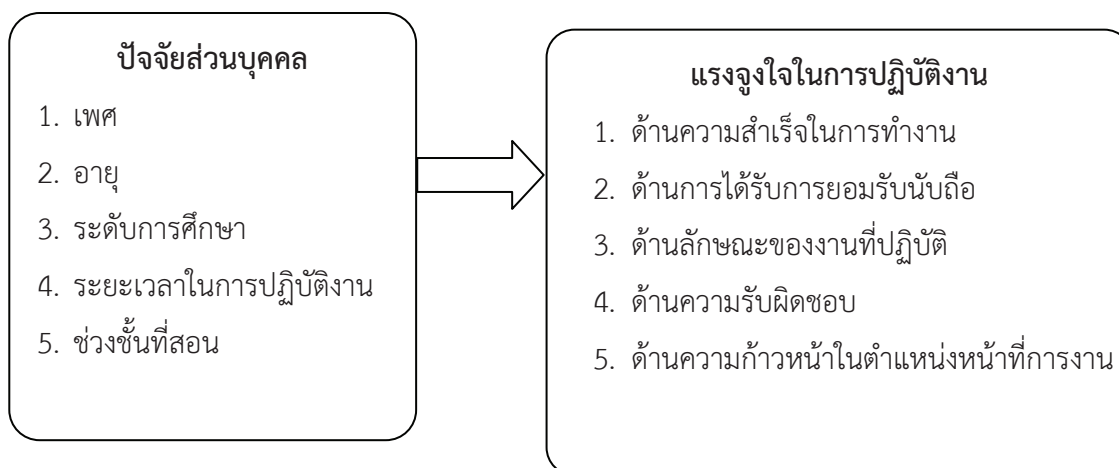 ปัจจัยส่วนบุคคล
1. เพศ
2. อายุ
3. ระดับการศึกษา
4. ระยะเวลาในการปฏิบัติงาน
5. ช่วงชั้นที่สอน
แรงจูงใจในการปฏิบัติงาน
1. ด้านความสำเร็จในการทำงาน
2. ด้านการได้รับการยอมรับนับถือ
3. ด้านลักษณะของงานที่ปฏิบัติ
4. ด้านความรับผิดชอบ
5. ด้านความก้าวหน้าในตำแหน่งหน้าที่การงาน